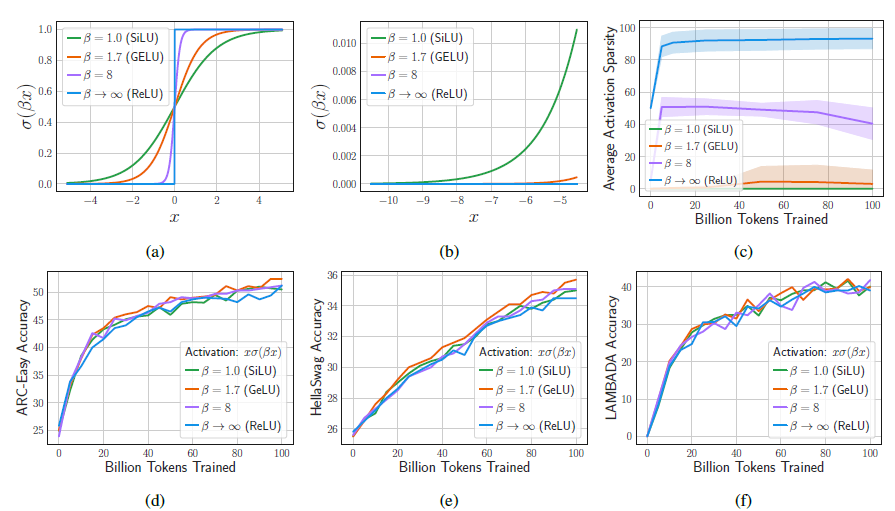 1.0
0.8
0.6
0.4
0.2
0.0
σ(βx)
β = 1.0 (SiLU)
β = 1.7 (GELU)
β = 8
β → ∞ (ReLU)
−4 −2 0 2 4
x
(a)
0.010
0.008
0.006
0.004
0.002
0.000
σ(βx)
β = 1.0 (SiLU)
β = 1.7 (GELU)
β = 8
β → ∞ (ReLU)
−10 −9 −8 −7 −6 −5
x
(b)
100
80
60
40
20
0
Average Activation Sparsity
β = 1.0 (SiLU)
β = 1.7 (GELU)
β = 8
β → ∞ (ReLU)
0 20 40 60 80 100
Billion Tokens Trained
(c)
50
45
40
35
30
25
ARC-Easy Accuracy
Activation: xσ(βx)
β = 1.0 (SiLU)
β = 1.7 (GeLU)
β = 8
β → ∞ (ReLU)
0 20 40 60 80 100
Billion Tokens Trained
(d)
36
34
32
30
28
26
HellaSwag Accuracy
Activation: xσ(βx)
β = 1.0 (SiLU)
β = 1.7 (GeLU)
β = 8
β → ∞ (ReLU)
0 20 40 60 80 100
Billion Tokens Trained
(e)
40
30
20
10
0
LAMBADA Accuracy
Activation: xσ(βx)
β = 1.0 (SiLU)
β = 1.7 (GeLU)
β = 8
β → ∞ (ReLU)
0 20 40 60 80 100
Billion Tokens Trained
(f)